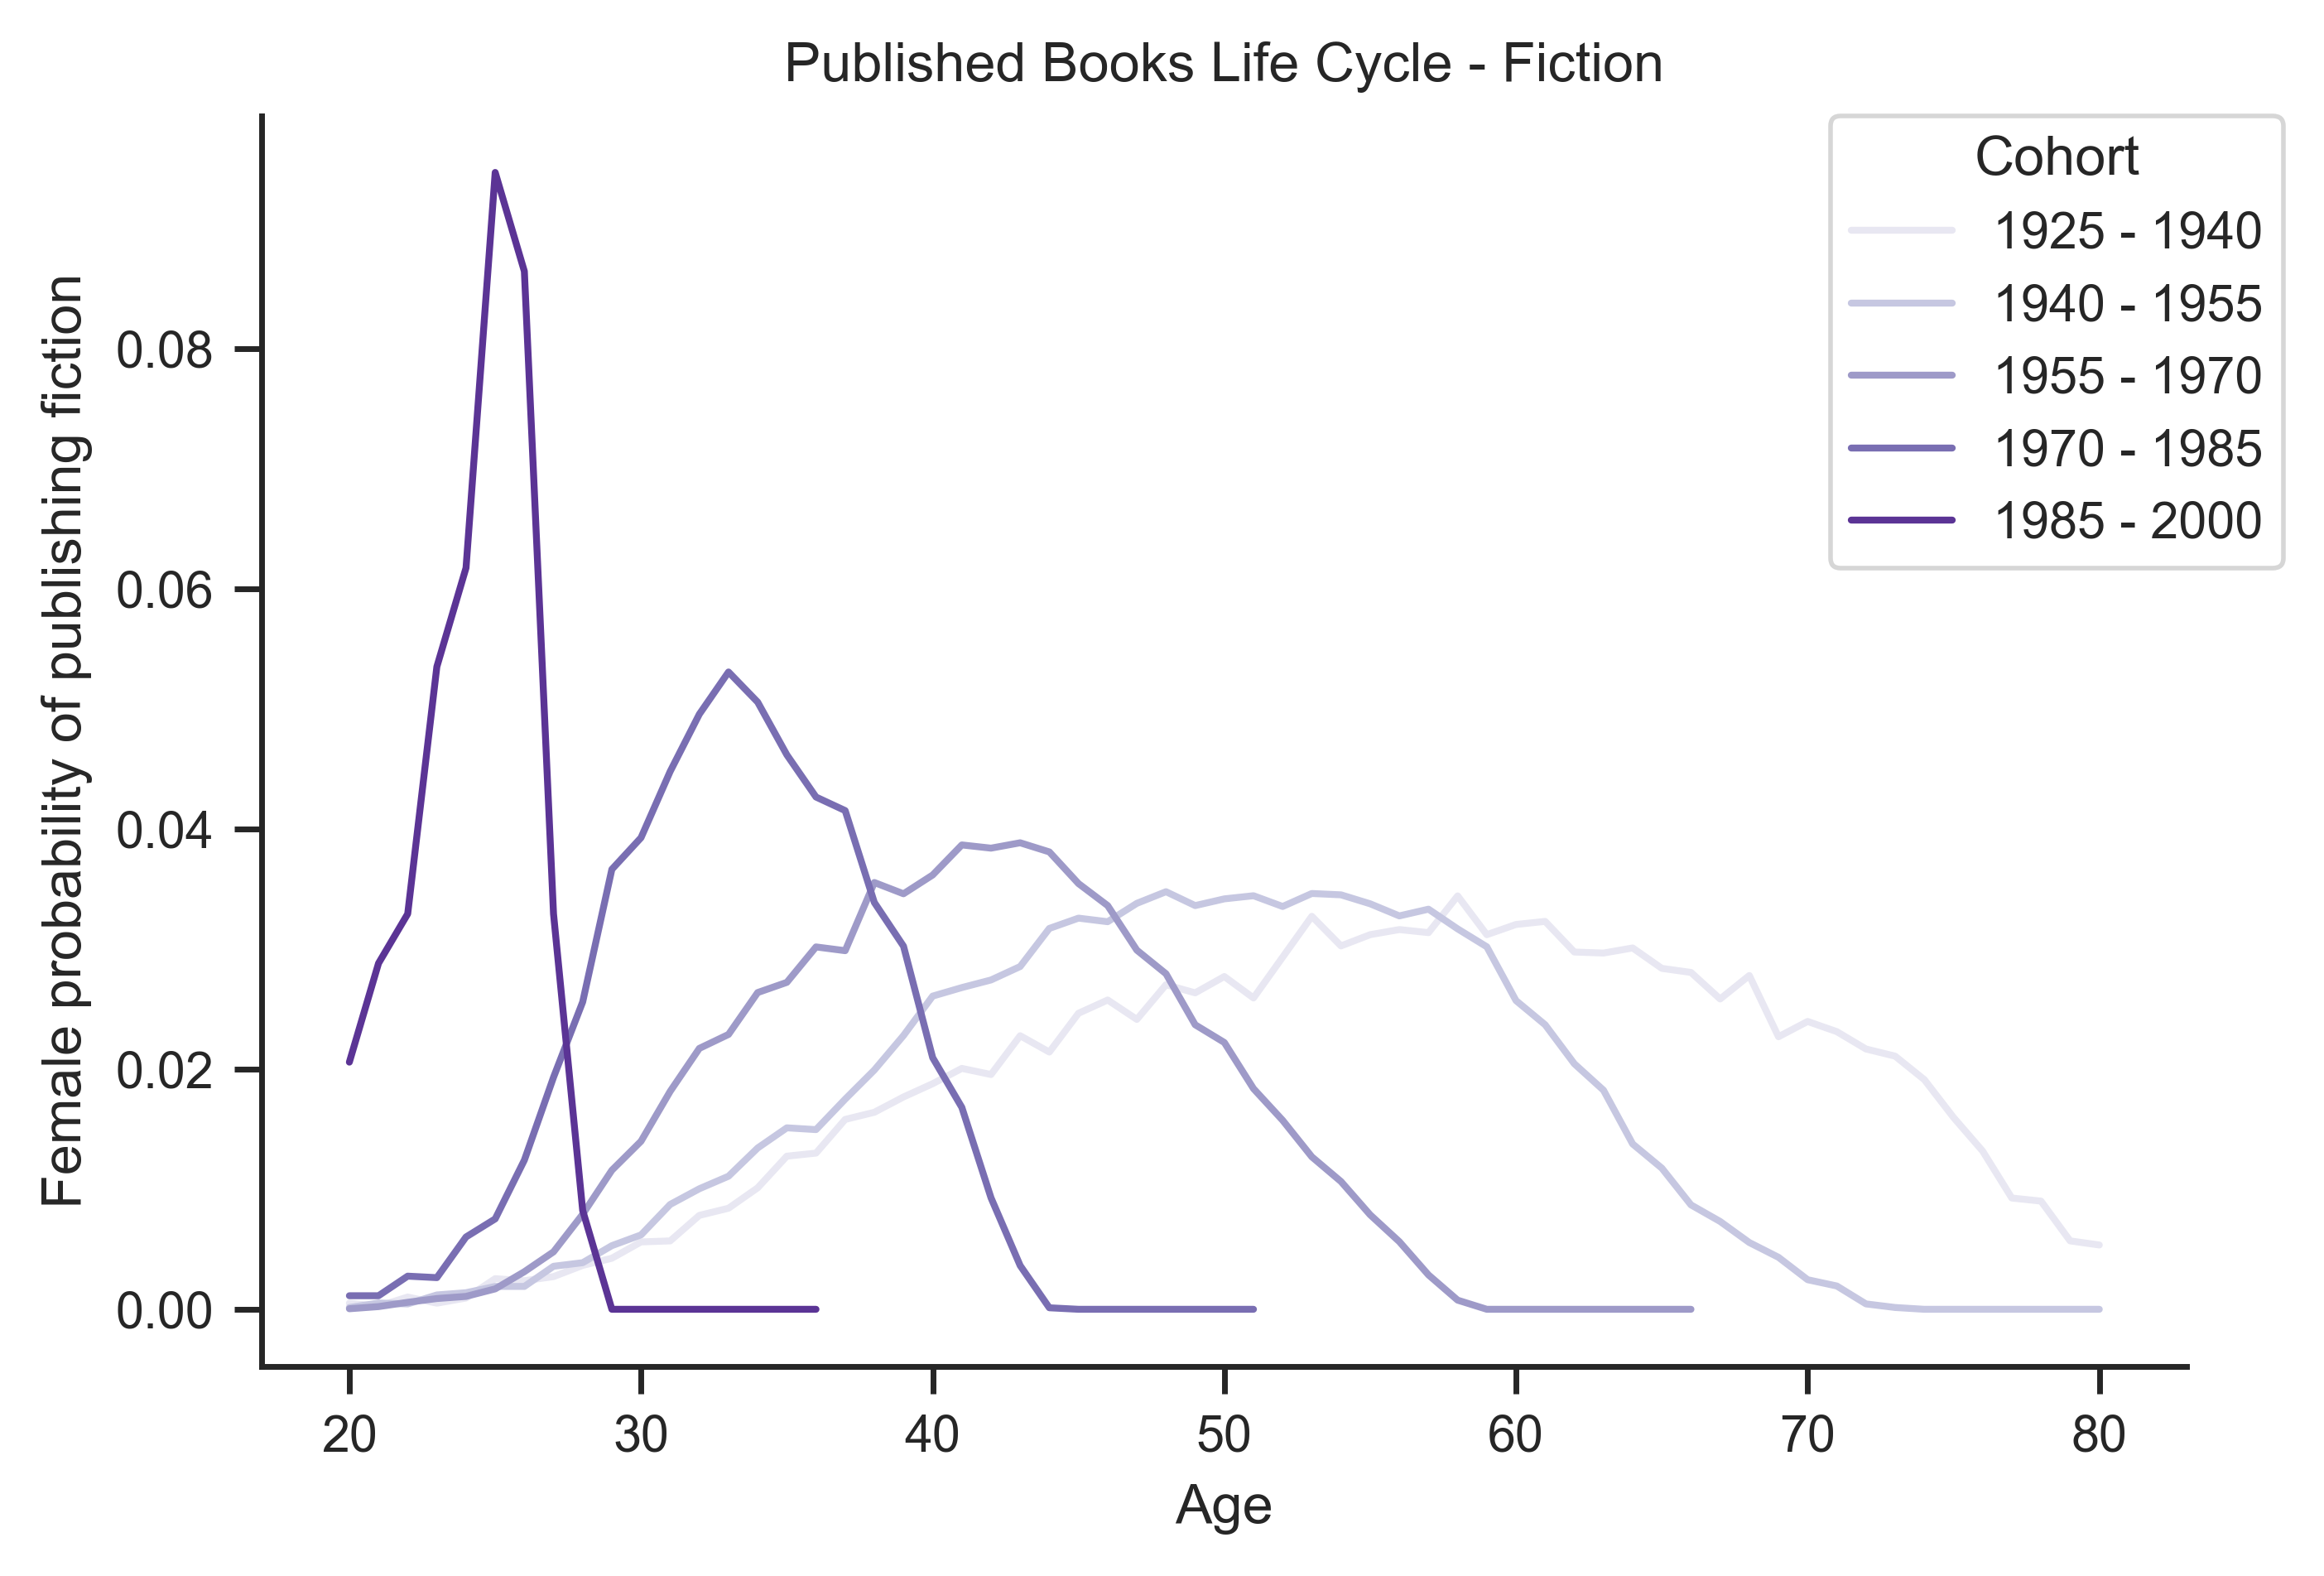 Published Books Life Cycle - Fiction
Cohort
1925 - 1940
1940 - 1955
1955 - 1970
1970 - 1985
1985 - 2000
Female probability of publishing fiction
0.08
0.06
0.04
0.02
0.00
20 30 40 50 60 70 80
Age